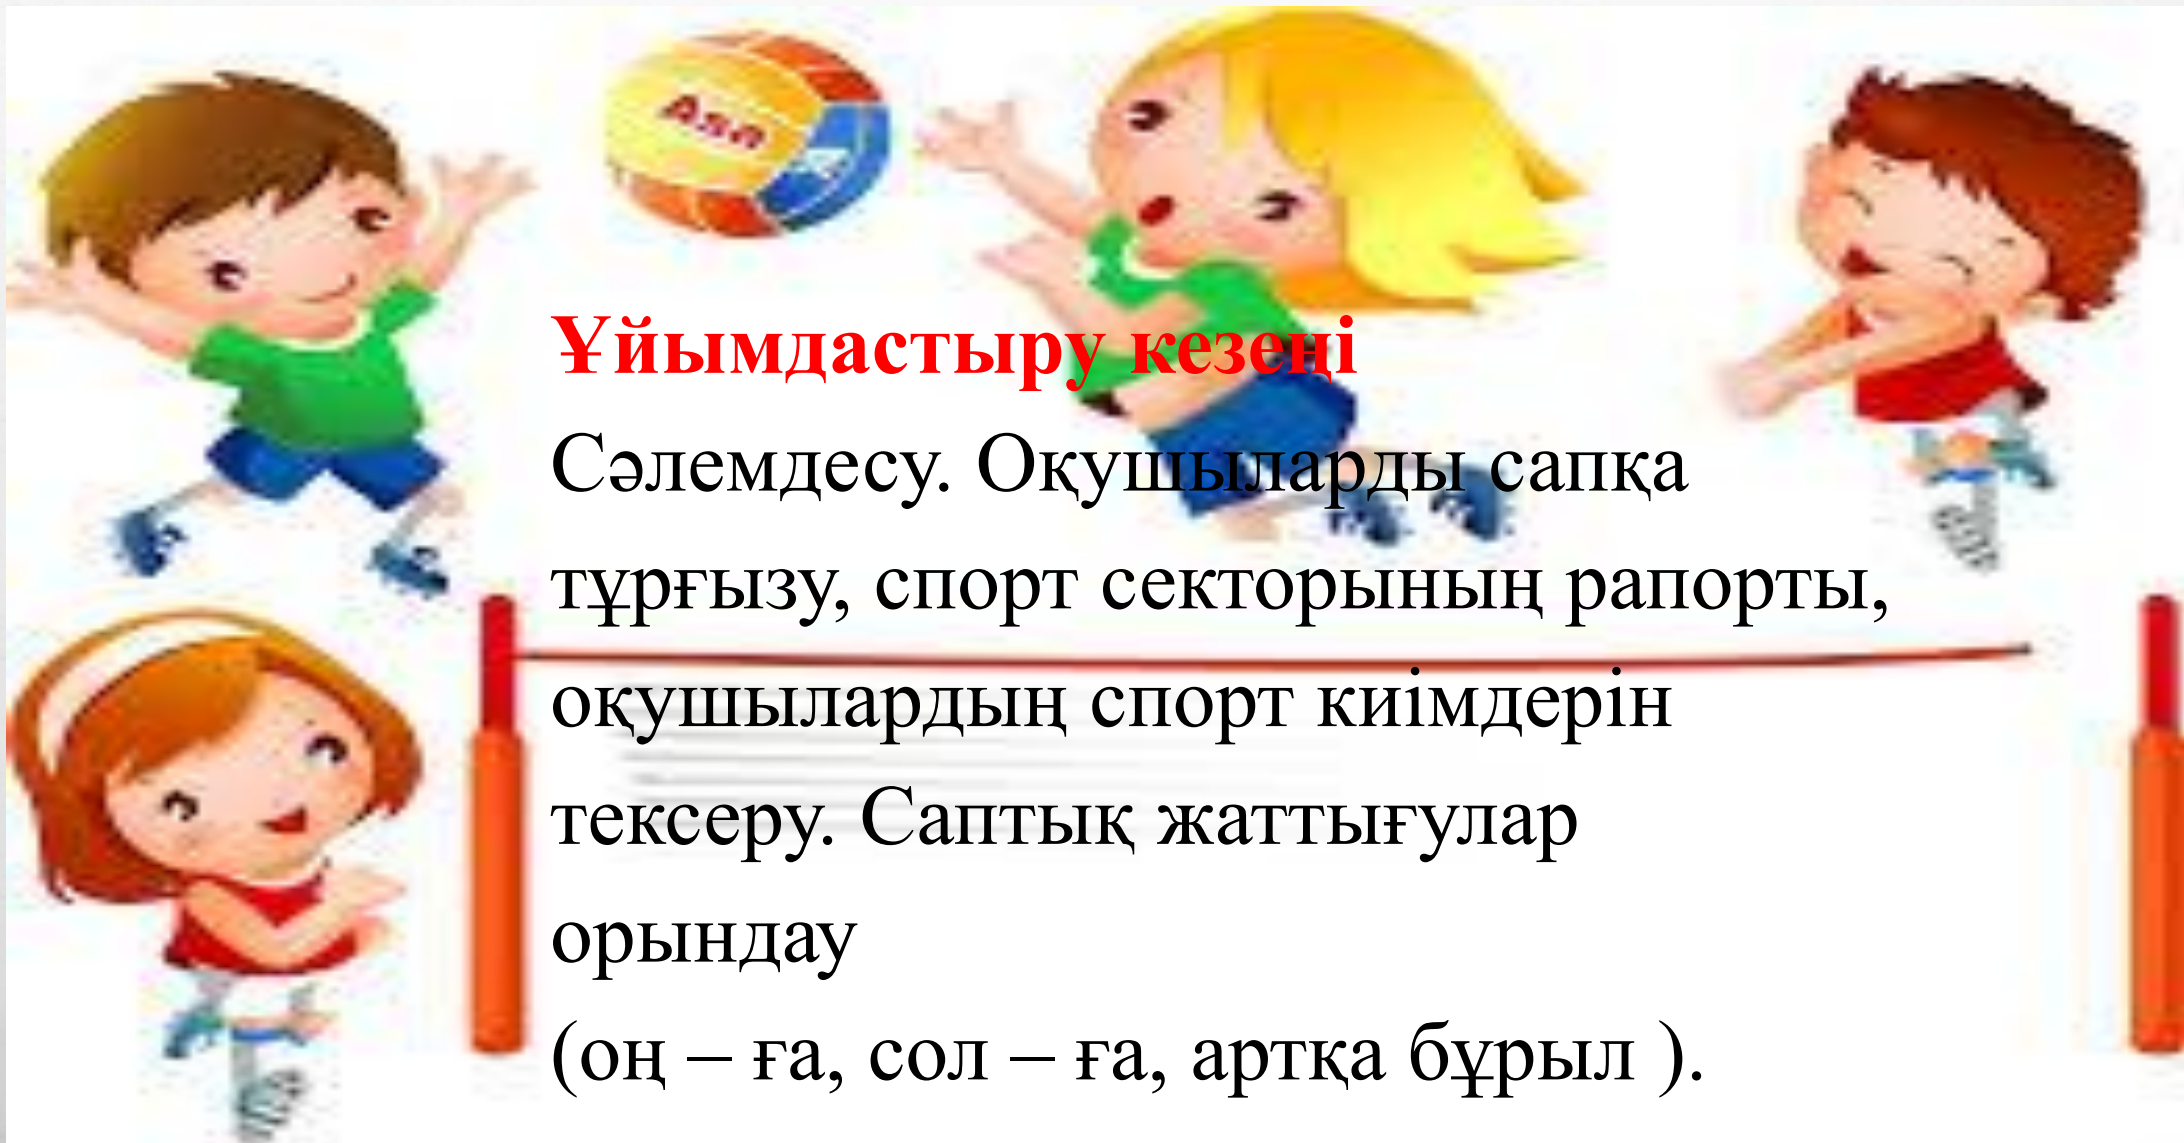 Asa
Ұйымдастыру кезеңі
Сәлемдесу. Оқушыларды сапқа
тұрғызу, спорт секторының рапорты,
оқушылардың спорт киімдерін
тексеру. Саптық жаттығулар
орындау
(оң – ға, сол – ға, артқа бұрыл ).